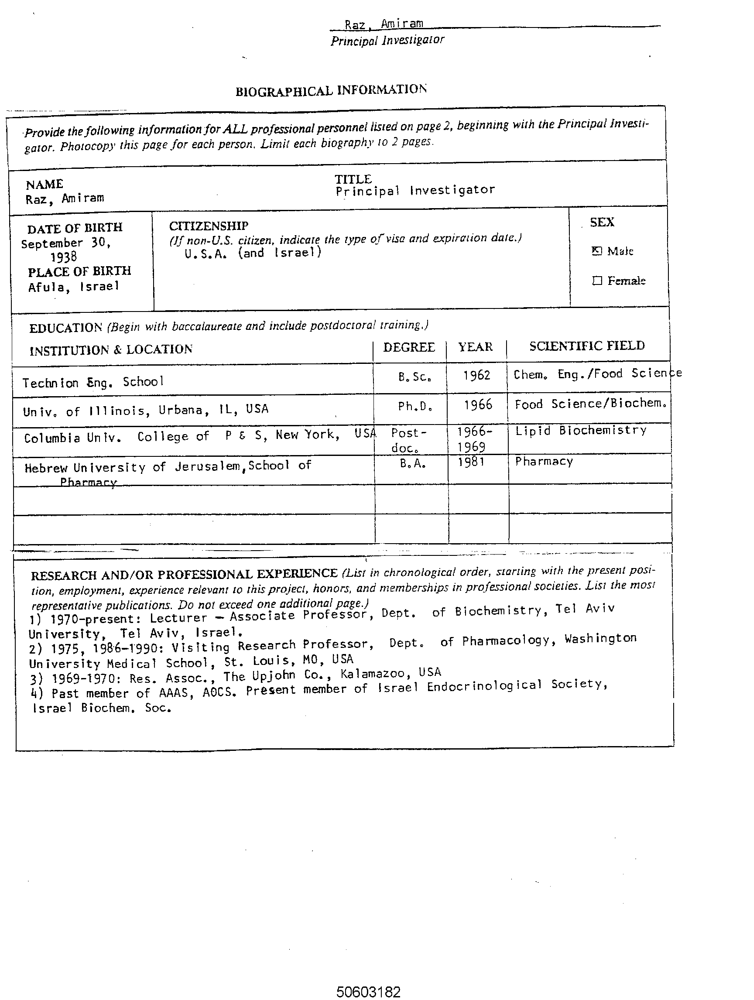 Raz, Amiram
Principal Investigator
BIOGRAPHICAL INFORMATION
Provide the following information for ALL professional personnel listed on page 2, beginning with the Principal Investi-
gator. Photocopy this page for each person. Limit each biography to 2 pages.
NAME
Raz, Amiram
TITLE
Principal Investigator
DATE OF BIRTH
September 30,
1938
PLACE OF BIRTH
Afula, Israel
CITIZENSHIP
(If non-U.S. citizen, indicate the type of visa and expiration date.)
U.S.A. (and Israel)
SEX
☒ Male
☐ Female
EDUCATION (Begin with baccalaureate and include postdoctoral training.)
INSTITUTION & LOCATION DEGREE YEAR SCIENTIFIC FIELD
Technion Eng. School B.Sc. 1962 Chem. Eng./Food Science
Univ. of Illinois, Urbana, IL, USA Ph.D. 1966 Food Science/Biochem.
Columbia Univ. College of P & S, New York, USA Post- 1966- Lipid Biochemistry
doc. 1969
Hebrew University of Jerusalem, School of B.A. 1981 Pharmacy
Pharmacy
RESEARCH AND/OR PROFESSIONAL EXPERIENCE (List in chronological order, starting with the present posi-
tion, employment, experience relevant to this project, honors, and memberships in professional societies. List the most
representative publications. Do not exceed one additional page.)
1) 1970-present: Lecturer - Associate Professor, Dept. of Biochemistry, Tel Aviv
University, Tel Aviv, Israel.
2) 1975, 1986-1990: Visiting Research Professor, Dept. of Pharmacology, Washington
University Medical School, St. Louis, MO, USA
3) 1969-1970: Res. Assoc., The Upjohn Co., Kalamazoo, USA
4) Past member of AAAS, AOCS. Present member of Israel Endocrinological Society,
Israel Biochem. Soc.
50603182